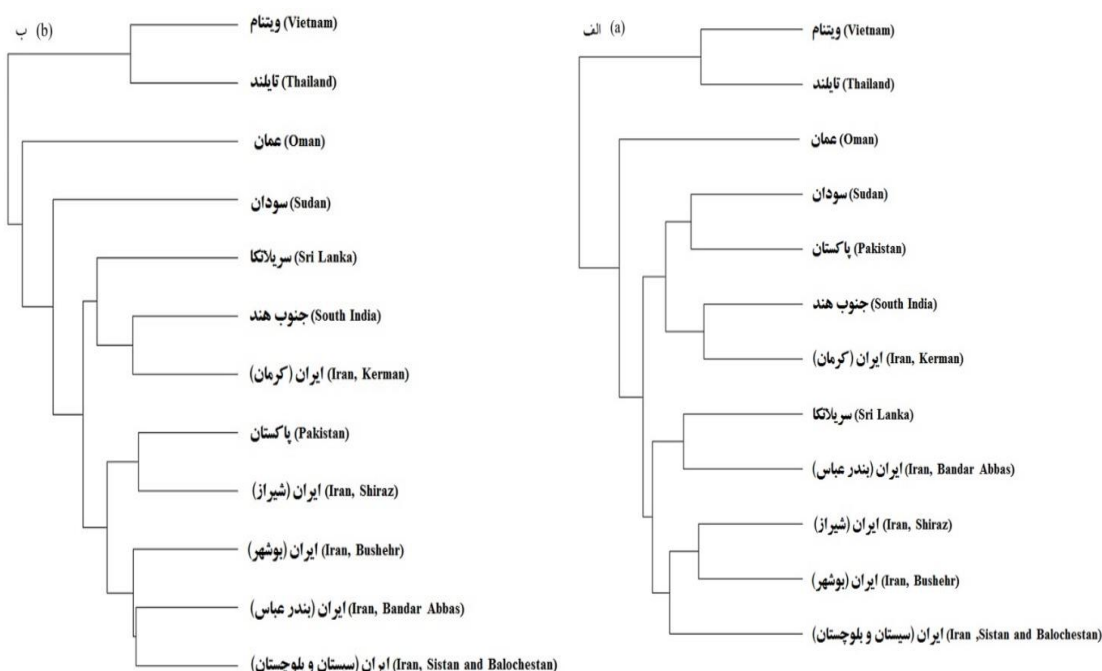 ب (b)
ویتنام (Vietnam)
تایلند (Thailand)
عمان (Oman)
سودان (Sudan)
سریلانکا (Sri Lanka)
جنوب هند (South India)
ایران (کرمان) (Iran, Kerman)
پاکستان (Pakistan)
ایران (شیراز) (Iran, Shiraz)
ایران (بوشهر) (Iran, Bushehr)
ایران (بندر عباس) (Iran, Bandar Abbas)
ایران (سیستان و بلوچستان) (Iran, Sistan and Balochestan)
الف (a)
ویتنام (Vietnam)
تایلند (Thailand)
عمان (Oman)
سودان (Sudan)
پاکستان (Pakistan)
جنوب هند (South India)
ایران (کرمان) (Iran, Kerman)
سریلانکا (Sri Lanka)
ایران (بندر عباس) (Iran, Bandar Abbas)
ایران (شیراز) (Iran, Shiraz)
ایران (بوشهر) (Iran, Bushehr)
ایران (سیستان و بلوچستان) (Iran ,Sistan and Balochestan)